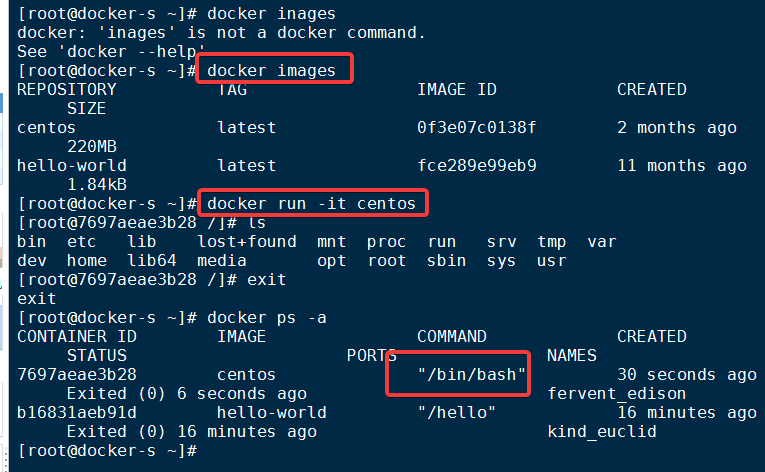 [root@docker-s ~]# docker inages
docker: 'inages' is not a docker command.
See 'docker --help'
[root@docker-s ~]# docker images
REPOSITORY          TAG                 IMAGE ID            CREATED
     SIZE
centos              latest              0f3e07c0138f        2 months ago
     220MB
hello-world         latest              fce289e99eb9        11 months ago
     1.84kB
[root@docker-s ~]# docker run -it centos
[root@7697aeae3b28 /]# ls
bin  etc   lib    lost+found  mnt  proc  run   srv  tmp  var
dev  home  lib64  media       opt  root  sbin  sys  usr
[root@7697aeae3b28 /]# exit
exit
[root@docker-s ~]# docker ps -a
CONTAINER ID        IMAGE               COMMAND             CREATED
     STATUS                      PORTS               NAMES
7697aeae3b28        centos              "/bin/bash"         30 seconds ago
     Exited (0) 6 seconds ago                        fervent_edison
b16831aeb91d        hello-world         "/hello"            16 minutes ago
     Exited (0) 16 minutes ago                       kind_euclid
[root@docker-s ~]#